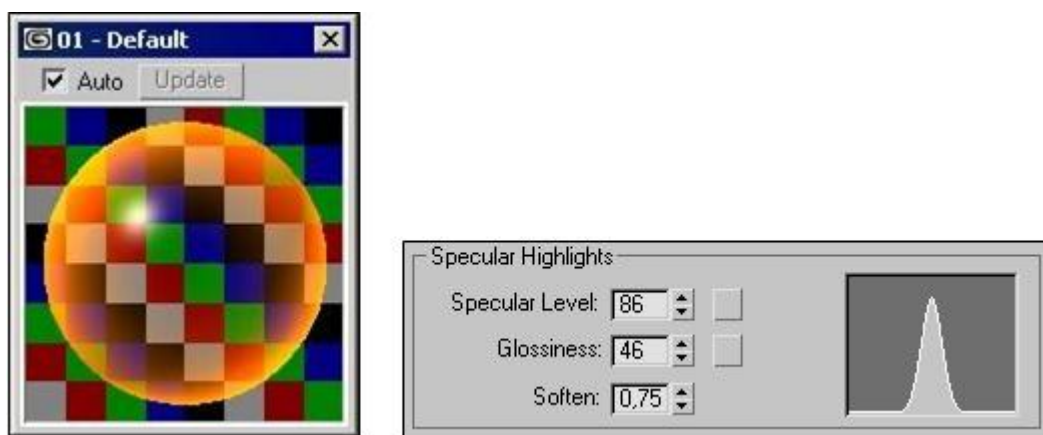 01 - Default
Auto Update
Specular Highlights
Specular Level: 86
Glossiness: 46
Soften: 0,75